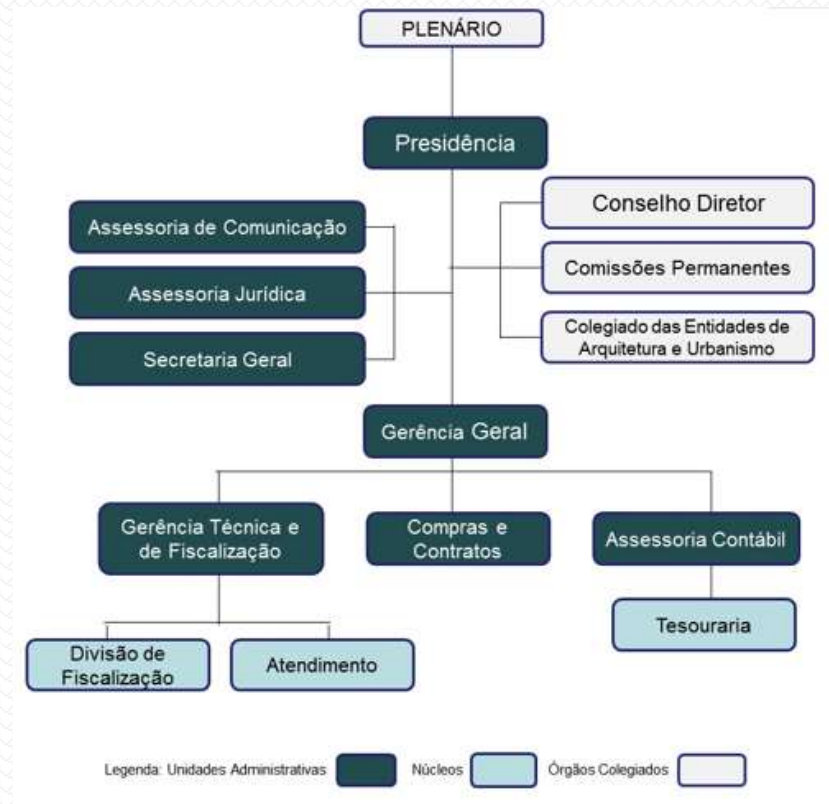 PLENÁRIO
Presidência
Assessoria de Comunicação
Assessoria Jurídica
Secretaria Geral
Conselho Diretor
Comissões Permanentes
Colegiado das Entidades de
Arquitetura e Urbanismo
Gerência Geral
Gerência Técnica e
de Fiscalização
Compras e
Contratos
Assessoria Contábil
Tesouraria
Divisão de
Fiscalização
Atendimento
Legenda: Unidades Administrativas
Núcleos
Órgãos Colegiados